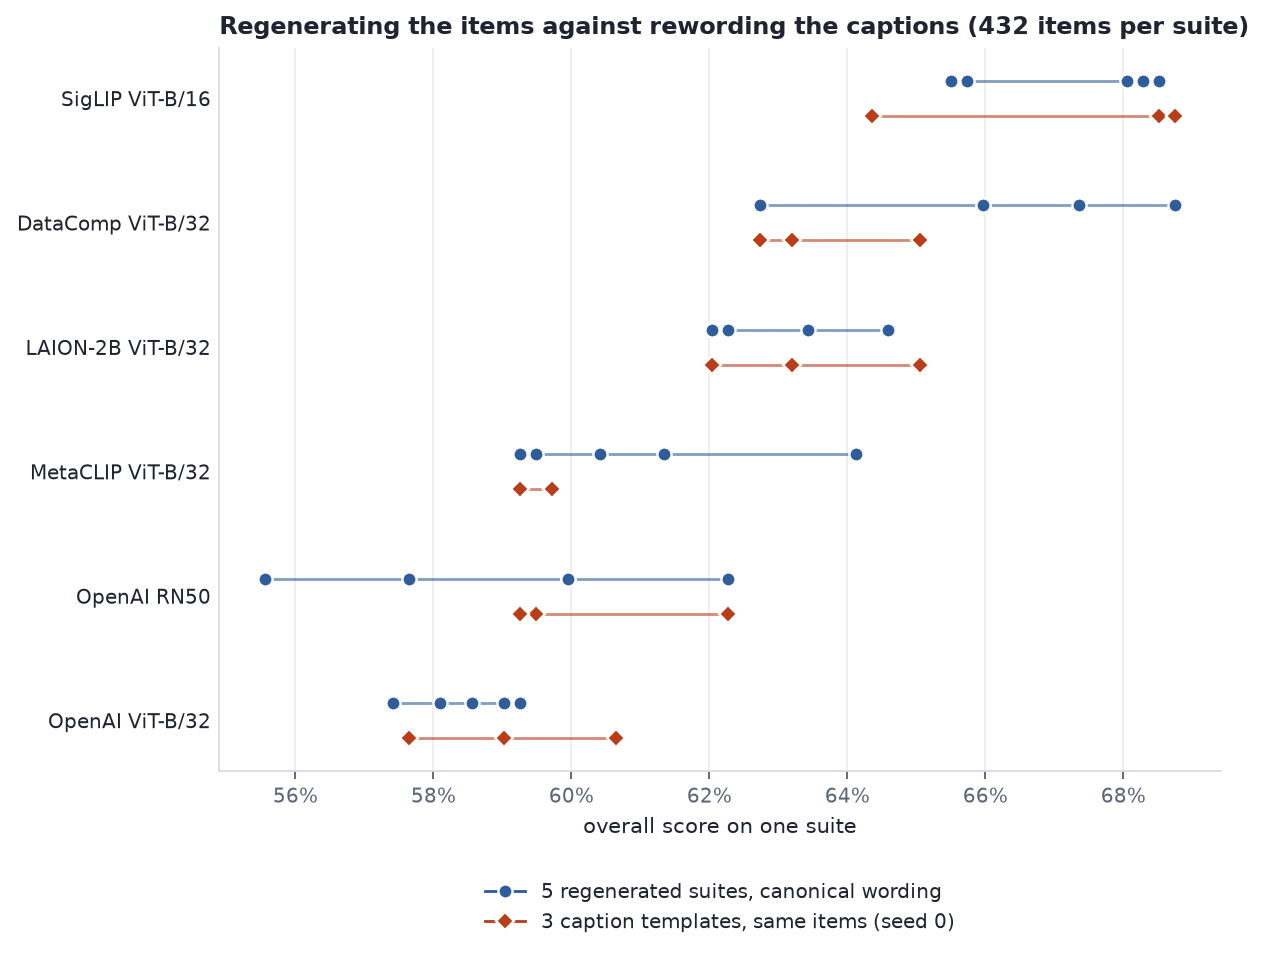 Regenerating the items against rewording the captions (432 items per suite)
SigLIP ViT-B/16
DataComp ViT-B/32
LAION-2B ViT-B/32
MetaCLIP ViT-B/32
OpenAI RN50
OpenAI ViT-B/32
56% 58% 60% 62% 64% 66% 68%
overall score on one suite
5 regenerated suites, canonical wording
3 caption templates, same items (seed 0)